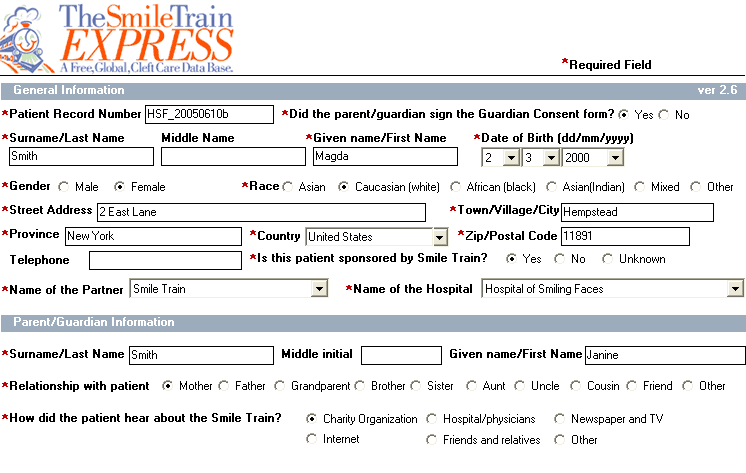 TheSmileTrain
EXPRESS
A Free, Global, Cleft Care Data Base.
*Required Field
General Information ver 2.6
*Patient Record Number HSF_20050610b *Did the parent/guardian sign the Guardian Consent form? Yes No
*Surname/Last Name Middle Name *Given name/First Name *Date of Birth (dd/mm/yyyy)
Smith Magda 2 3 2000
*Gender Male Female *Race Asian Caucasian (white) African (black) Asian(Indian) Mixed Other
*Street Address 2 East Lane *Town/Village/City Hempstead
*Province New York *Country United States *Zip/Postal Code 11891
Telephone *Is this patient sponsored by Smile Train? Yes No Unknown
*Name of the Partner Smile Train *Name of the Hospital Hospital of Smiling Faces
Parent/Guardian Information
*Surname/Last Name Smith Middle initial Given name/First Name Janine
*Relationship with patient Mother Father Grandparent Brother Sister Aunt Uncle Cousin Friend Other
*How did the patient hear about the Smile Train? Charity Organization Hospital/physicians Newspaper and TV
Internet Friends and relatives Other